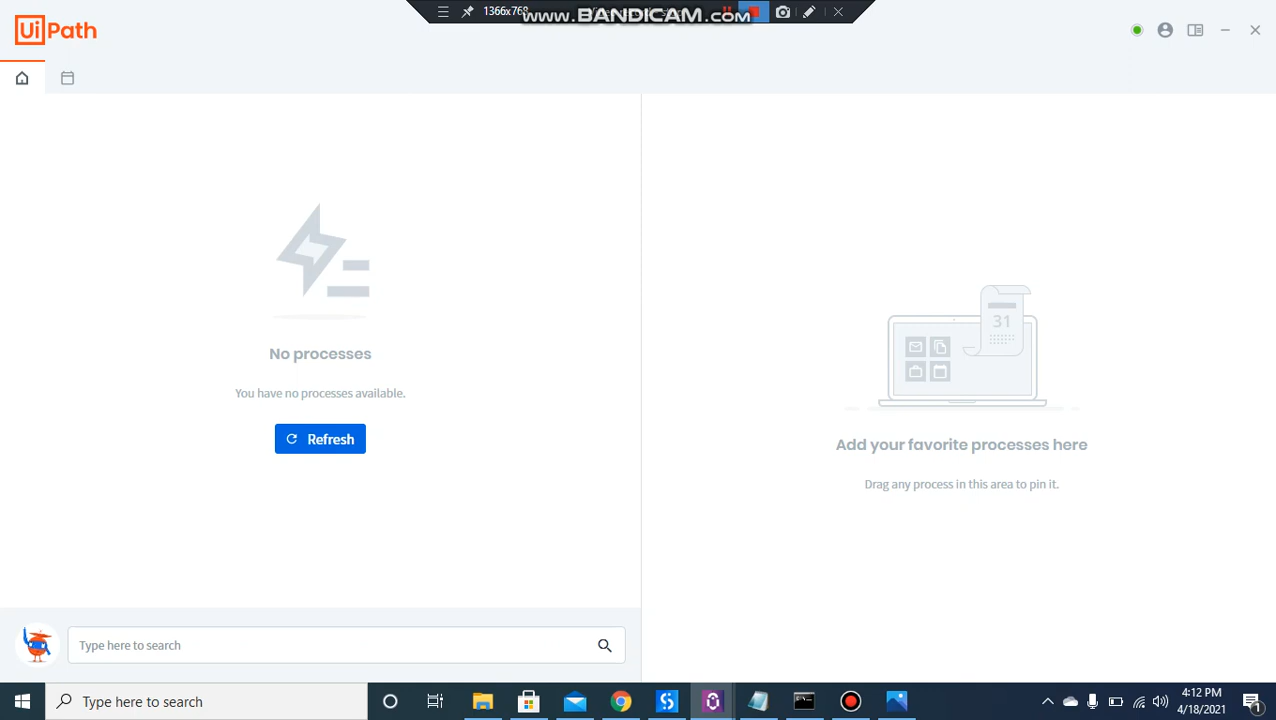 1366x768
www.BANDICAM.com
UiPath
31
No processes
You have no processes available.
Refresh
Add your favorite processes here
Drag any process in this area to pin it.
Type here to search
Type here to search
4:12 PM
4/18/2021
1